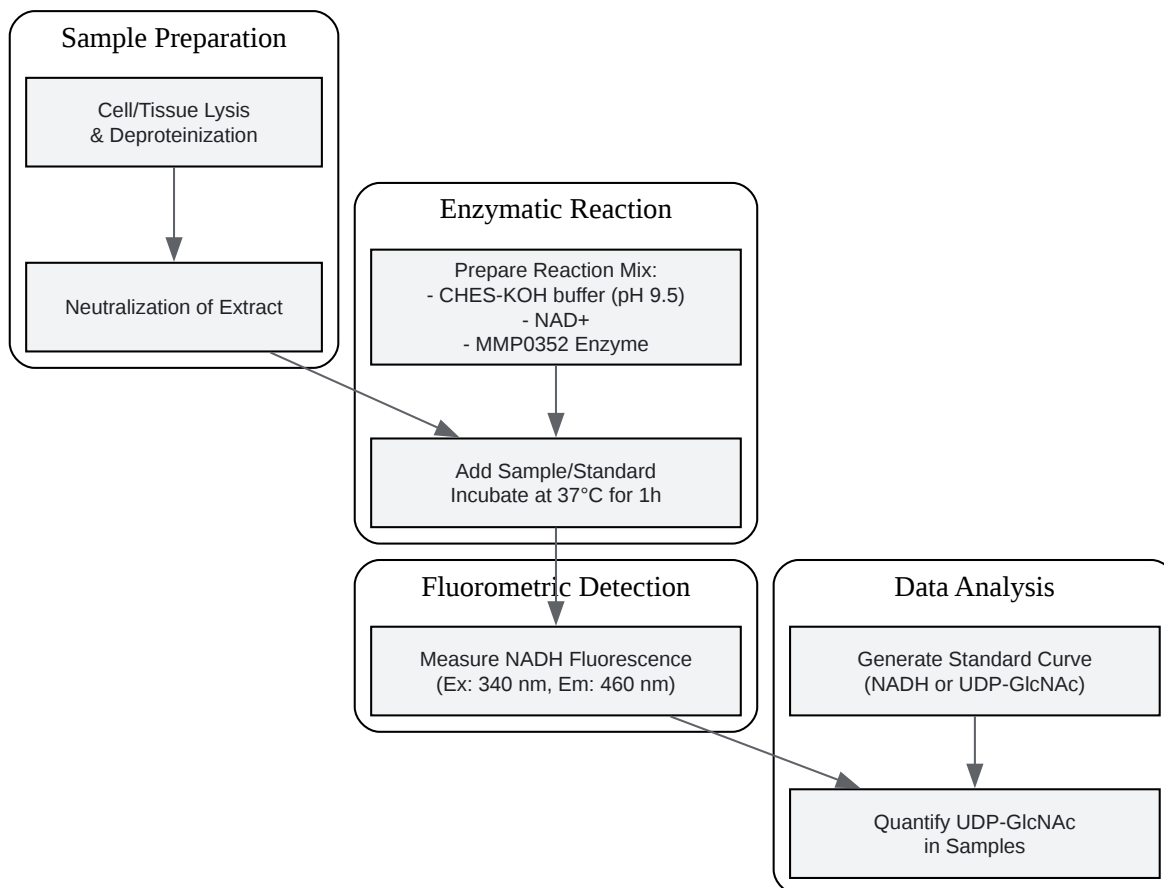 Sample Preparation
Cell/Tissue Lysis
& Deproteinization
Neutralization of Extract
Enzymatic Reaction
Prepare Reaction Mix:
- CHES-KOH buffer (pH 9.5)
- NAD+
- MMP0352 Enzyme
Add Sample/Standard
Incubate at 37°C for 1h
Fluorometric Detection
Measure NADH Fluorescence
(Ex: 340 nm, Em: 460 nm)
Data Analysis
Generate Standard Curve
(NADH or UDP-GlcNAc)
Quantify UDP-GlcNAc
in Samples